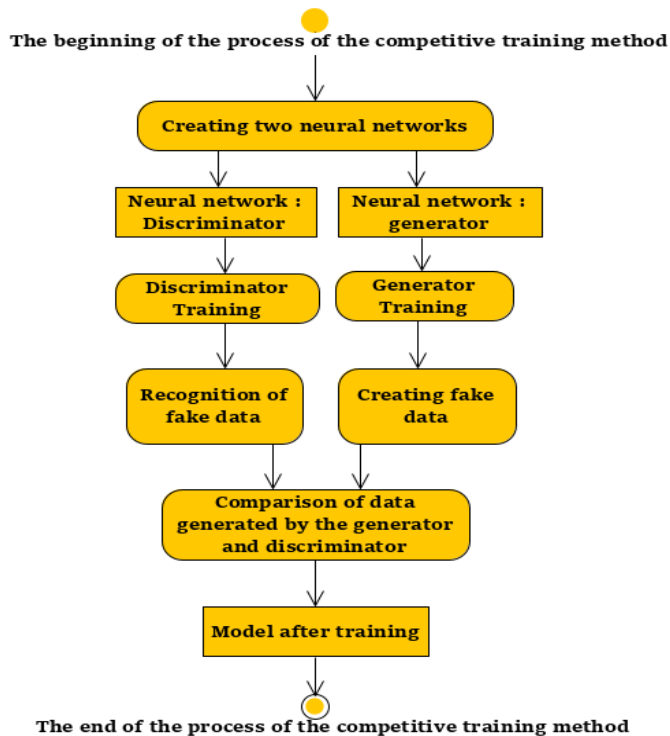 The beginning of the process of the competitive training method
Creating two neural networks
Neural network :
Discriminator
Neural network :
generator
Discriminator
Training
Generator
Training
Recognition of
fake data
Creating fake
data
Comparison of data
generated by the generator
and discriminator
Model after training
The end of the process of the competitive training method